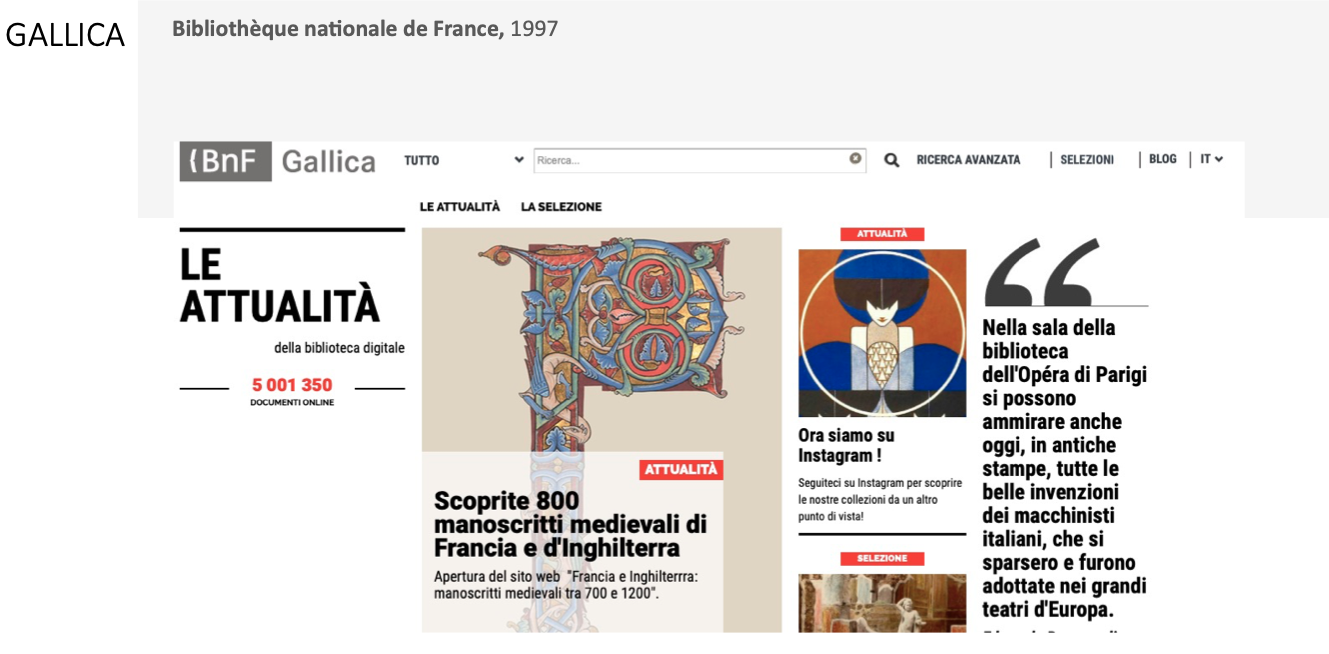 GALLICA
Bibliothèque nationale de France, 1997
{BnF Gallica
TUTTO
Ricerca...
RICERCA AVANZATA
| SELEZIONI
| BLOG
| IT
LE ATTUALITÀ
LA SELEZIONE
LE
ATTUALITÀ
della biblioteca digitale
5 001 350
DOCUMENTI ONLINE
ATTUALITÀ
Scoprite 800
manoscritti medievali di
Francia e d'Inghilterra
Apertura del sito web "Francia e Inghilterrra:
manoscritti medievali tra 700 e 1200".
ATTUALITÀ
Ora siamo su
Instagram !
Seguiteci su Instagram per scoprire
le nostre collezioni da un altro
punto di vista!
SELEZIONE
“
Nella sala della
biblioteca
dell'Opéra di Parigi
si possono
ammirare anche
oggi, in antiche
stampe, tutte le
belle invenzioni
dei macchinisti
italiani, che si
sparsero e furono
adottate nei grandi
teatri d'Europa.